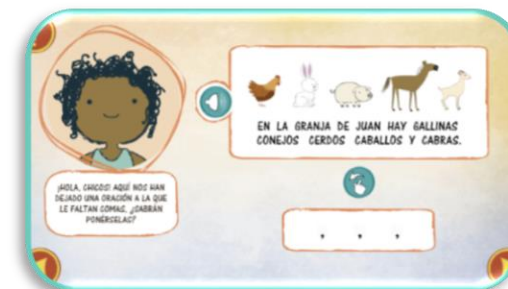 EN LA GRANJA DE JUAN HAY GALLINAS
CONEJOS CERDOS CABALLOS Y CABRAS.
¡HOLA, CHICOS! AQUÍ NOS HAN
DEJADO UNA ORACIÓN A LA QUE
LE FALTAN COMAS, ¿SABRÁN
PONÉRSELAS?
, , ,